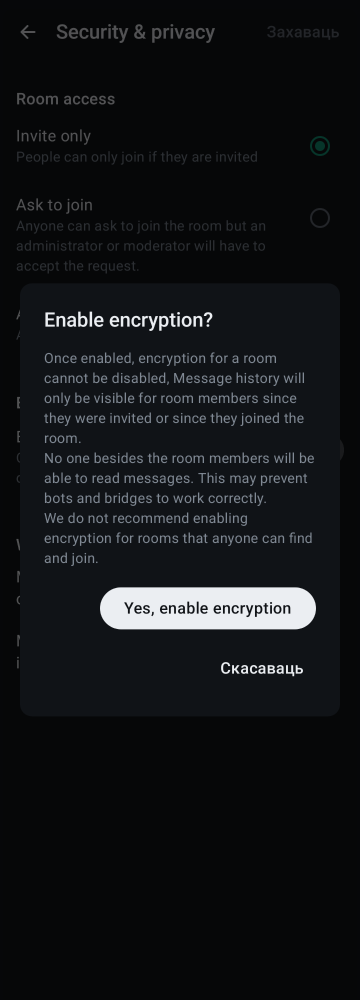 Security & privacy
Захаваць
Room access
Invite only
People can only join if they are invited
Ask to join
Anyone can ask to join the room but an
administrator or moderator will have to
accept the request.
Enable encryption?
Once enabled, encryption for a room
cannot be disabled, Message history will
only be visible for room members since
they were invited or since they joined the
room.
No one besides the room members will be
able to read messages. This may prevent
bots and bridges to work correctly.
We do not recommend enabling
encryption for rooms that anyone can find
and join.
Yes, enable encryption
Скасаваць